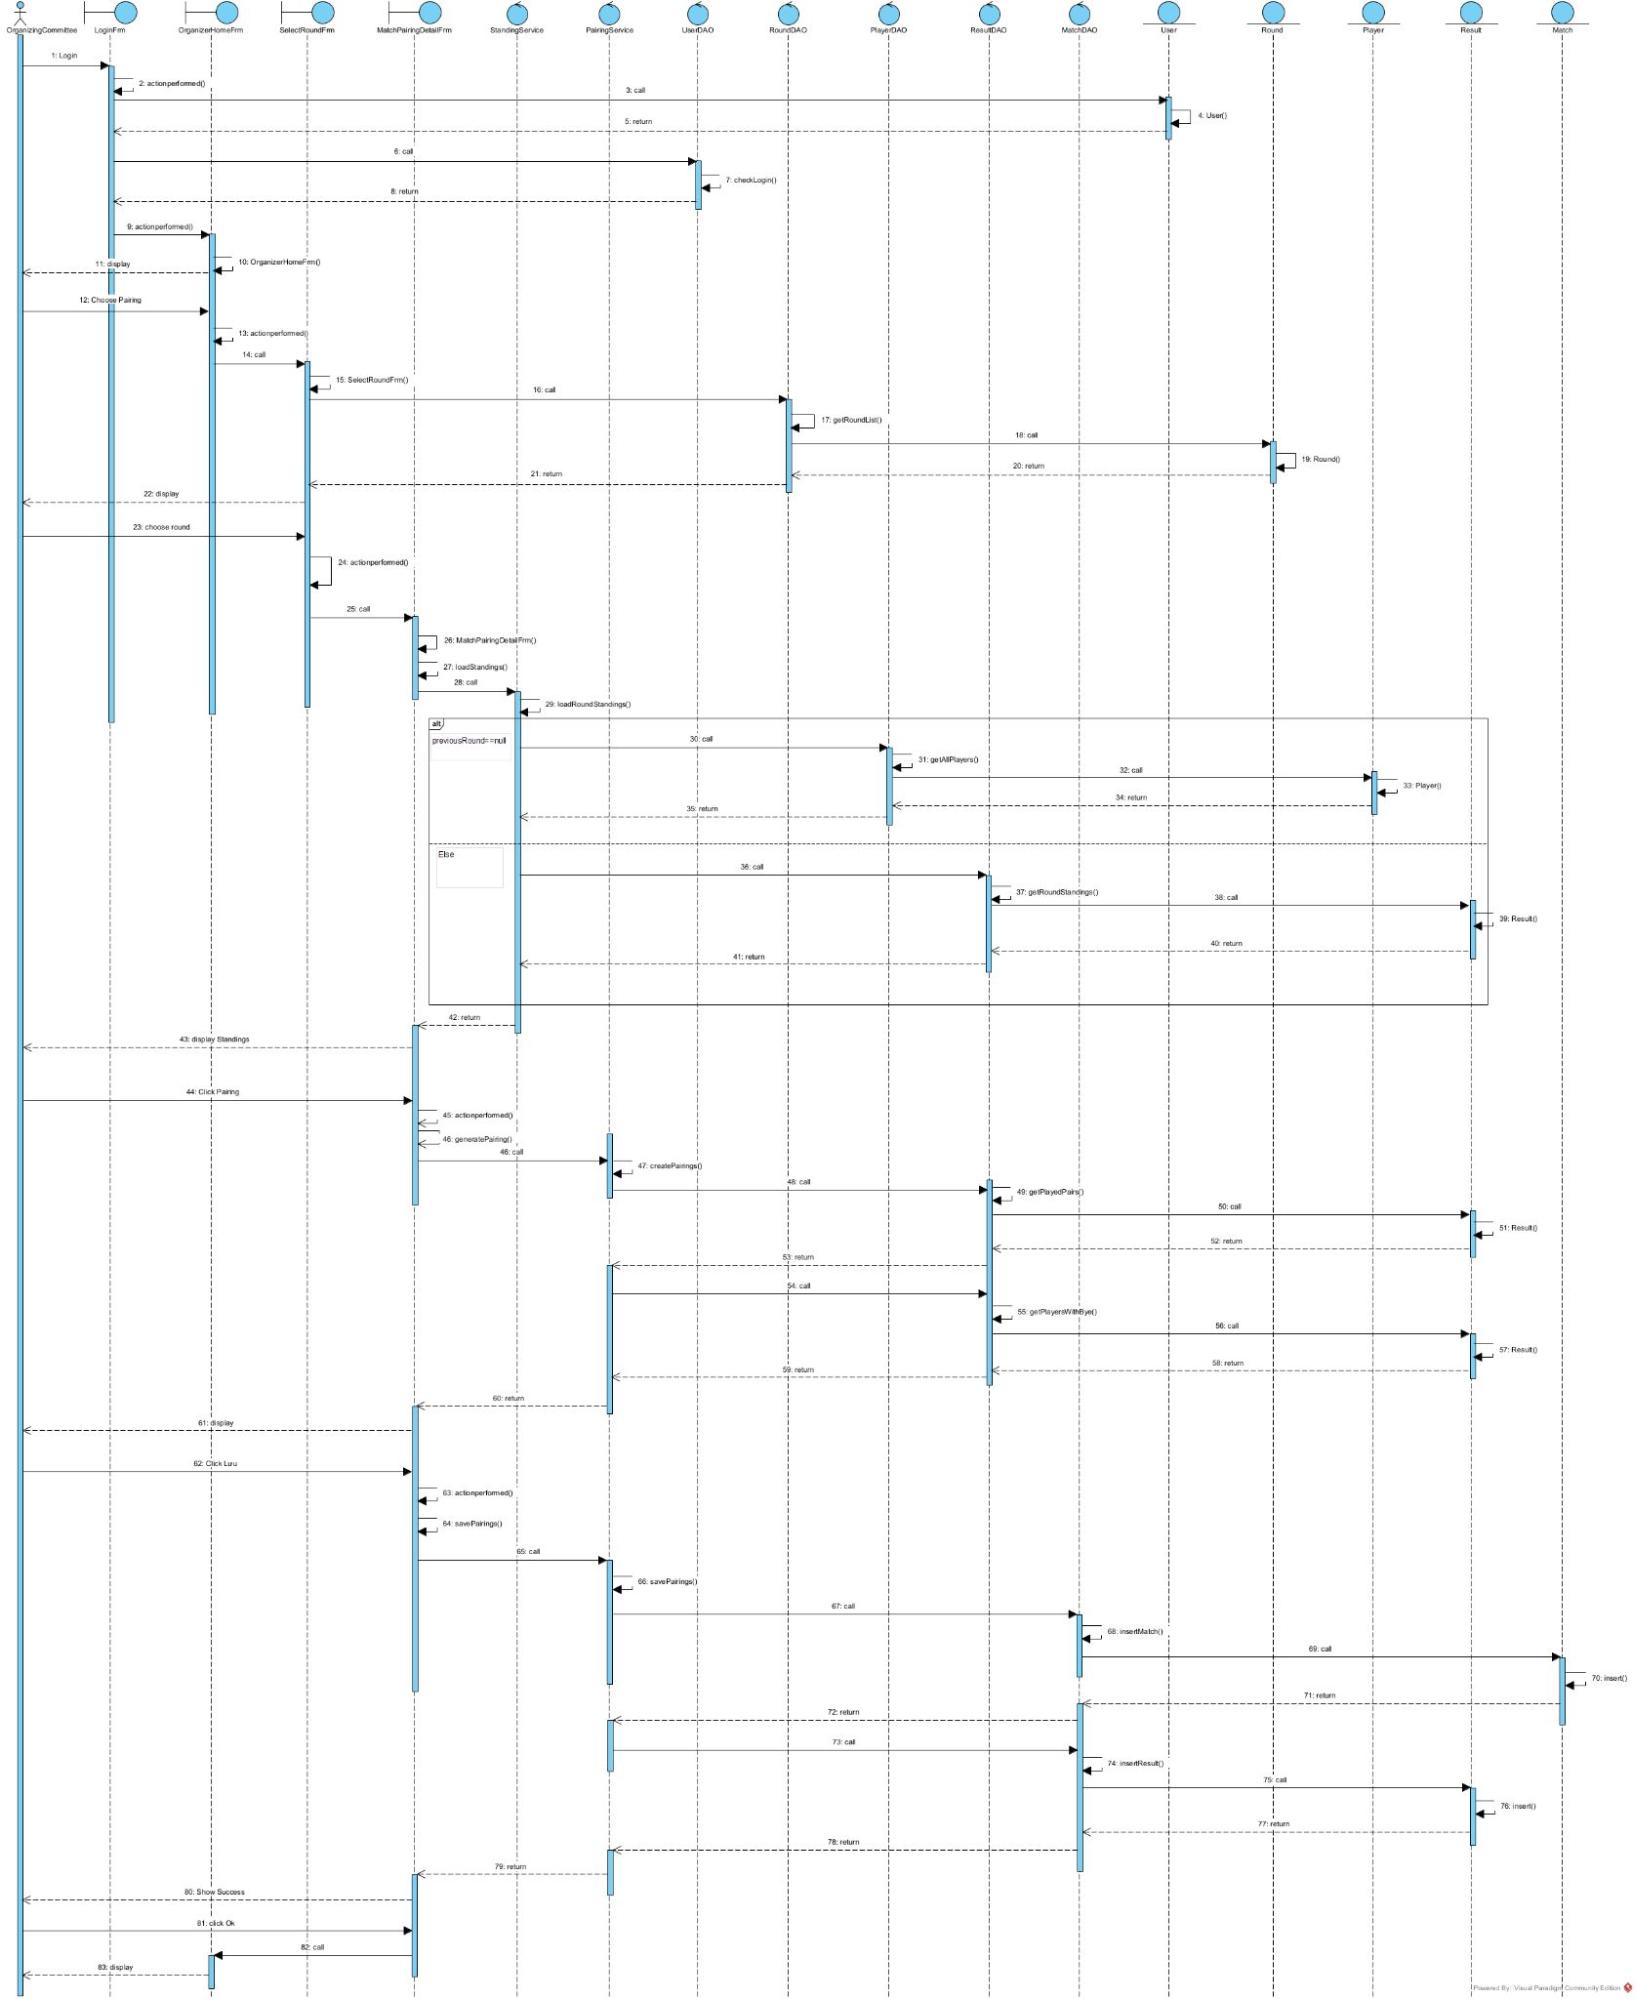 OrganizingCommittee
LoginFrm
OrganizerHomeFrm
SelectRoundFrm
MatchPairingDetailFrm
StandingService
PairingService
UserDAO
RoundDAO
PlayerDAO
ResultDAO
MatchDAO
User
Round
Player
Result
Match
1: Login
2: actionperformed()
3: call
4: User()
5: return
6: call
7: checkLogin()
8: return
9: actionperformed()
10: OrganizerHomeFrm()
11: display
12: Choose Pairing
13: actionperformed()
14: call
15: SelectRoundFrm()
16: call
17: getRoundList()
18: call
19: Round()
20: return
21: return
22: display
23: choose round
24: actionperformed()
25: call
26: MatchPairingDetailFrm()
27: loadStandings()
28: call
29: loadRoundStandings()
alt
previousRound==null
30: call
31: getAllPlayers()
32: call
33: Player()
34: return
35: return
Else
36: call
37: getRoundStandings()
38: call
39: Result()
40: return
41: return
42: return
43: display Standings
44: Click Pairing
45: actionperformed()
46: generatePairing()
46: call
47: createPairings()
48: call
49: getPlayedPairs()
50: call
51: Result()
52: return
53: return
54: call
55: getPlayersWithBye()
56: call
57: Result()
58: return
59: return
60: return
61: display
62: Click Luu
63: actionperformed()
64: savePairings()
65: call
66: savePairings()
67: call
68: insertMatch()
69: call
70: insert()
71: return
72: return
73: call
74: insertResult()
75: call
76: insert()
77: return
78: return
79: return
80: Show Success
81: click Ok
82: call
83: display
Powered By: Visual Paradigm Community Edition